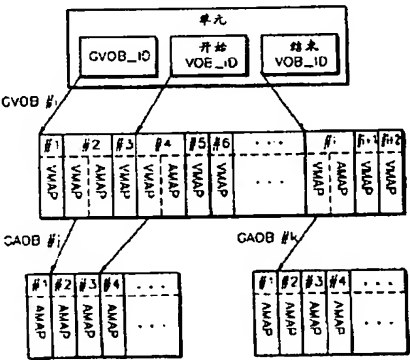 单元
GVOB_ID
开始
VOB_ID
结束
VOB_ID
GVOB #i
#1 #2 #3 #4 #5 #6 ... #i #i+1 #i+2
VMAP VMAP AMAP VMAP VMAP AMAP VMAP VMAP ... VMAP AMAP VMAP VMAP
GAOB #j
GAOB #k
#1 #2 #3 #4 ...
AMAP AMAP AMAP AMAP ...
#1 #2 #3 #4 ...
AMAP AMAP AMAP AMAP ...